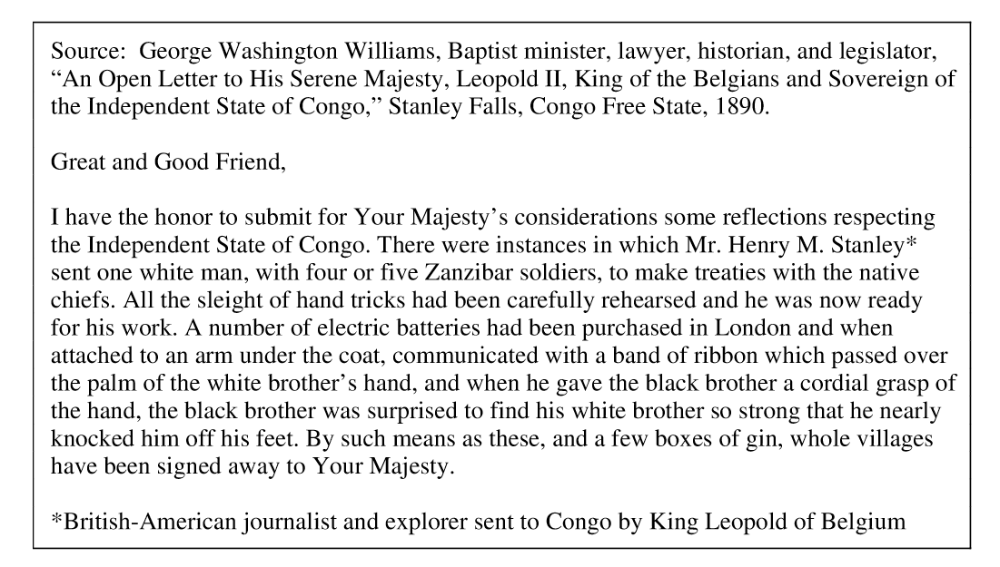 Source:  George Washington Williams, Baptist minister, lawyer, historian, and legislator,
“An Open Letter to His Serene Majesty, Leopold II, King of the Belgians and Sovereign of
the Independent State of Congo,” Stanley Falls, Congo Free State, 1890.
Great and Good Friend,
I have the honor to submit for Your Majesty’s considerations some reflections respecting
the Independent State of Congo. There were instances in which Mr. Henry M. Stanley*
sent one white man, with four or five Zanzibar soldiers, to make treaties with the native
chiefs. All the sleight of hand tricks had been carefully rehearsed and he was now ready
for his work. A number of electric batteries had been purchased in London and when
attached to an arm under the coat, communicated with a band of ribbon which passed over
the palm of the white brother’s hand, and when he gave the black brother a cordial grasp of
the hand, the black brother was surprised to find his white brother so strong that he nearly
knocked him off his feet. By such means as these, and a few boxes of gin, whole villages
have been signed away to Your Majesty.
*British-American journalist and explorer sent to Congo by King Leopold of Belgium